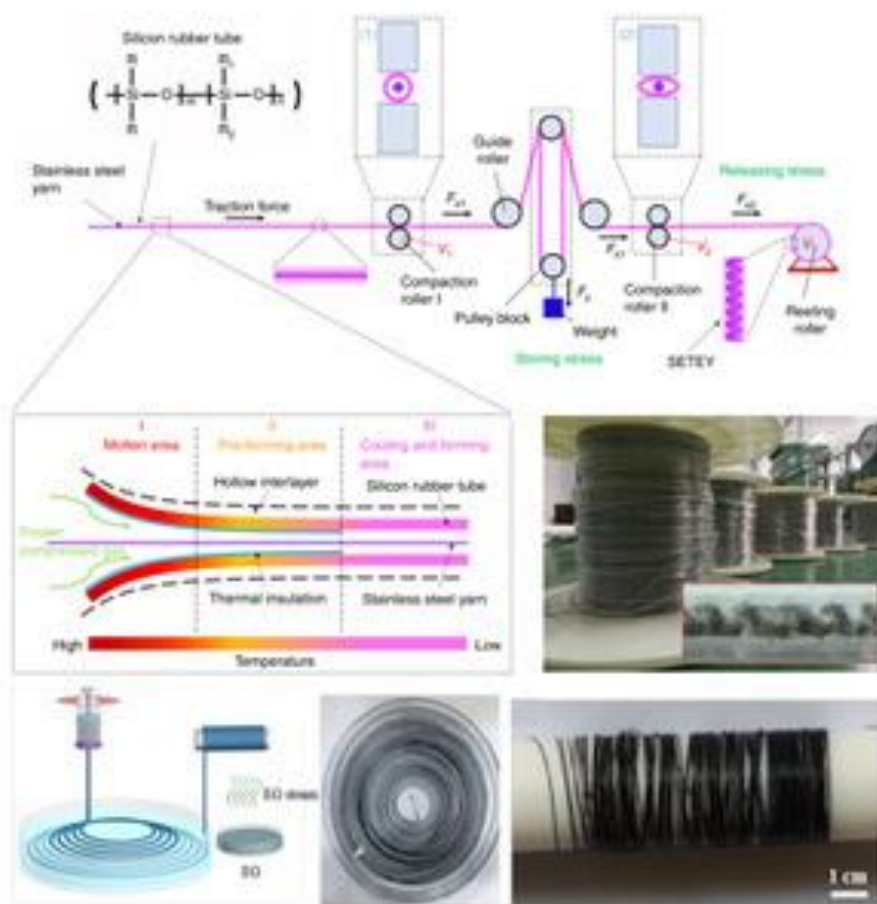 Silicon rubber tube
Si
O
Si
O
Stainless steel
yarn
Traction force
Guide
roller
Releasing stress
Compaction
roller I
Pulley block
Weight
Compaction
roller II
Reeling
roller
SETEY
Storing stress
Molten area
Pre-forming area
Cooling and forming
area
Hollow interlayer
Silicon rubber tube
Thermal insulation
Stainless steel yarn
High
Low
Temperature
1 cm